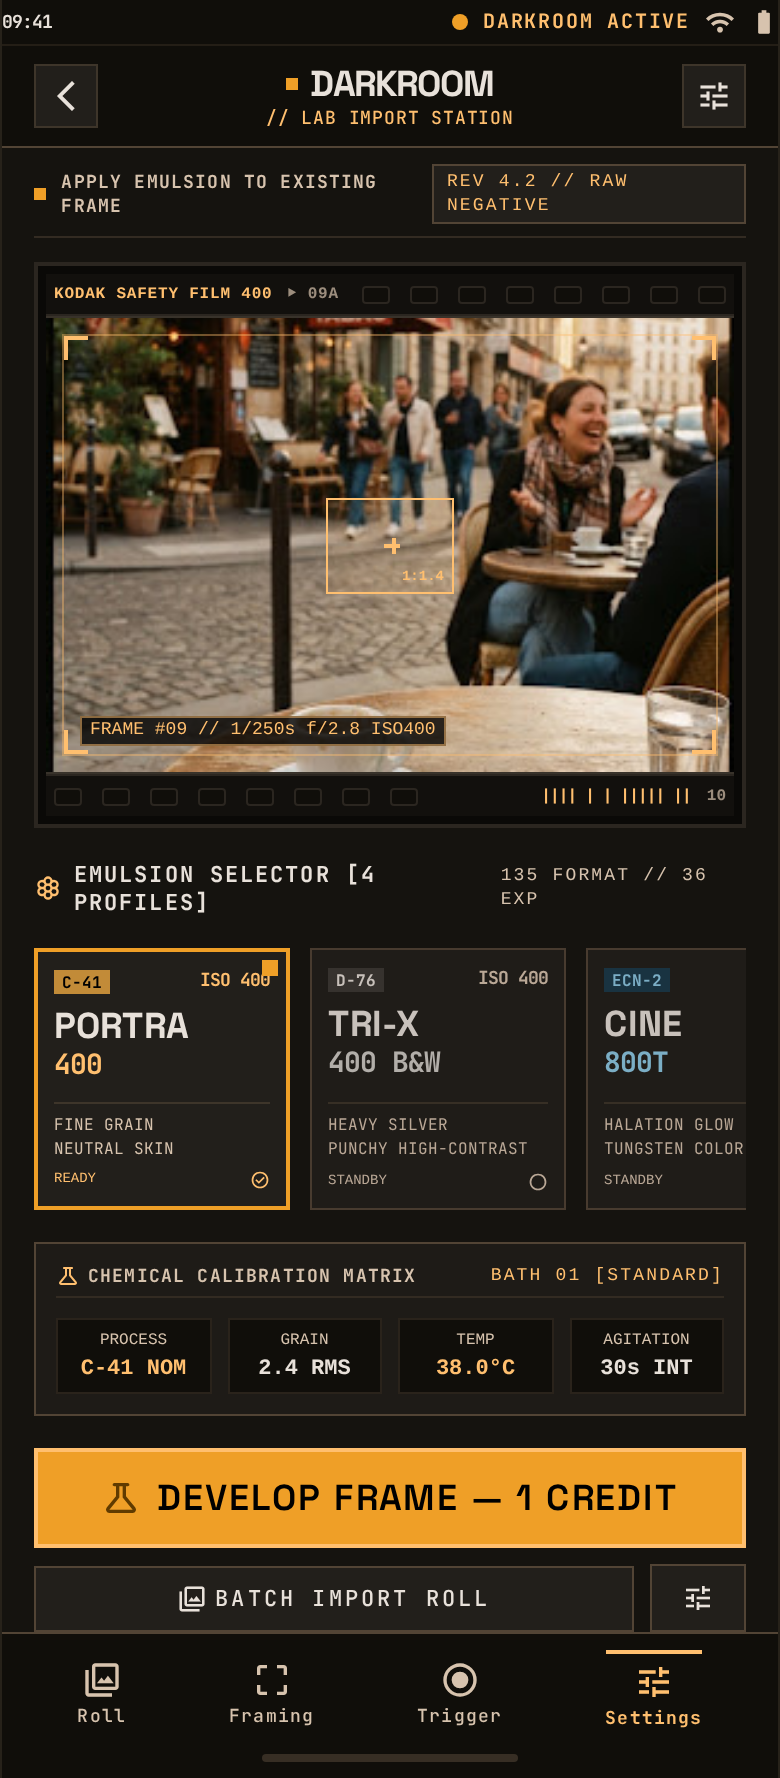 09:41
DARKROOM ACTIVE
DARKROOM
// LAB IMPORT STATION
APPLY EMULSION TO EXISTING
FRAME
REV 4.2 // RAW
NEGATIVE
KODAK SAFETY FILM 400 ▶ 09A
1:1.4
FRAME #09 // 1/250s f/2.8 ISO400
10
EMULSION SELECTOR [4
PROFILES]
135 FORMAT // 36
EXP
C-41
ISO 400
PORTRA
400
FINE GRAIN
NEUTRAL SKIN
READY
D-76
ISO 400
TRI-X
400 B&W
HEAVY SILVER
PUNCHY HIGH-CONTRAST
STANDBY
ECN-2
CINE
800T
HALATION GLOW
TUNGSTEN COLOR
STANDBY
CHEMICAL CALIBRATION MATRIX
BATH 01 [STANDARD]
PROCESS
C-41 NOM
GRAIN
2.4 RMS
TEMP
38.0°C
AGITATION
30s INT
DEVELOP FRAME — 1 CREDIT
BATCH IMPORT ROLL
Roll
Framing
Trigger
Settings